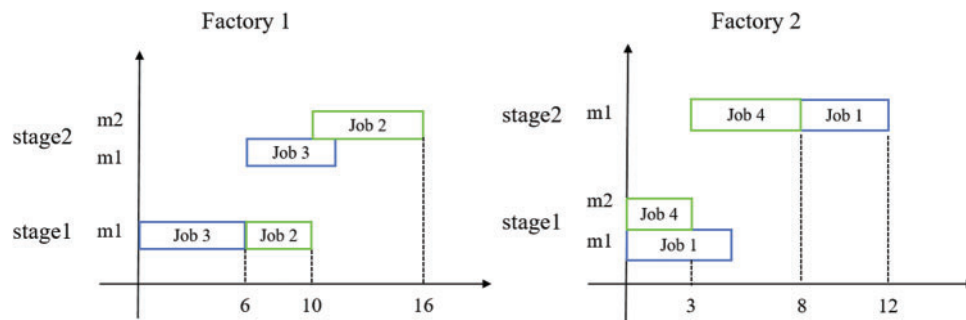 Factory 1
Factory 2
stage2
m2
Job 2
m1
Job 3
stage1
m1
Job 3
Job 2
6
10
16
stage2
m1
Job 4
Job 1
stage1
m2
Job 4
m1
Job 1
3
8
12